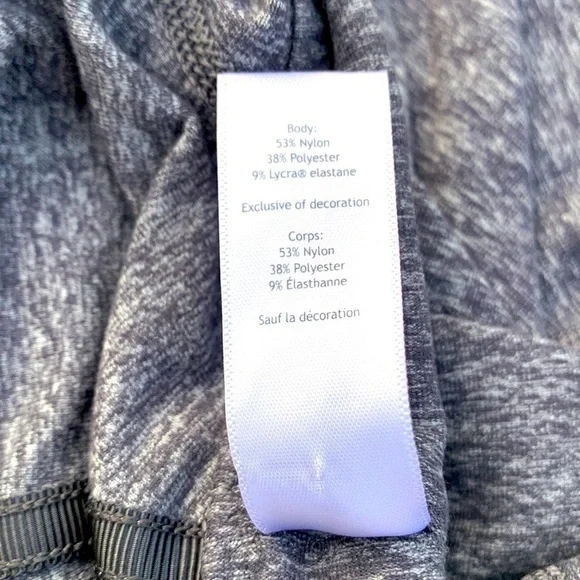 Body:
53% Nylon
38% Polyester
9% Lycra® elastane
Exclusive of decoration
Corps:
53% Nylon
38% Polyester
9% Élasthanne
Sauf la décoration